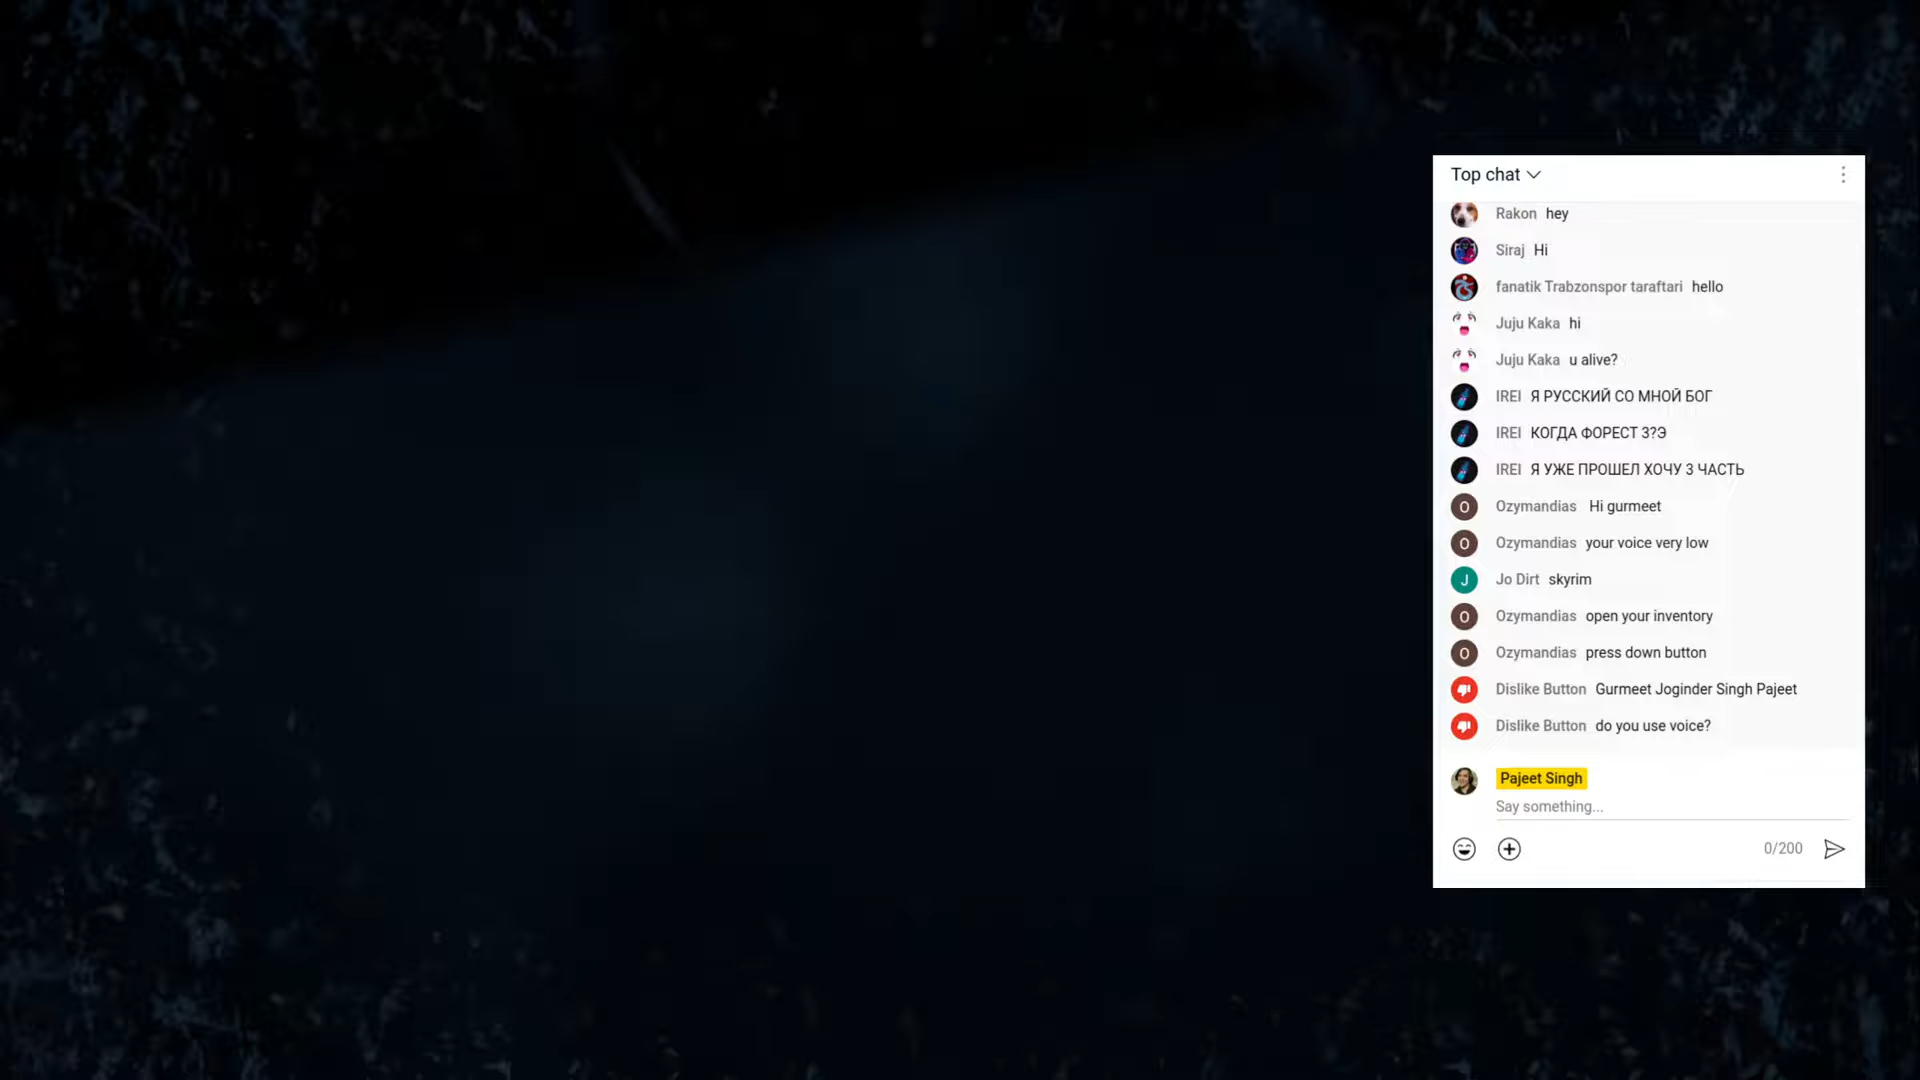 Top chat
Rakon hey
Siraj Hi
fanatik Trabzonspor taraftari hello
Juju Kaka hi
Juju Kaka u alive?
IREI Я РУССКИЙ СО МНОЙ БОГ
IREI КОГДА ФОРЕСТ 3?Э
IREI Я УЖЕ ПРОШЕЛ ХОЧУ 3 ЧАСТЬ
O Ozymandias Hi gurmeet
O Ozymandias your voice very low
J Jo Dirt skyrim
O Ozymandias open your inventory
O Ozymandias press down button
Dislike Button Gurmeet Joginder Singh Pajeet
Dislike Button do you use voice?
Pajeet Singh
Say something...
0/200